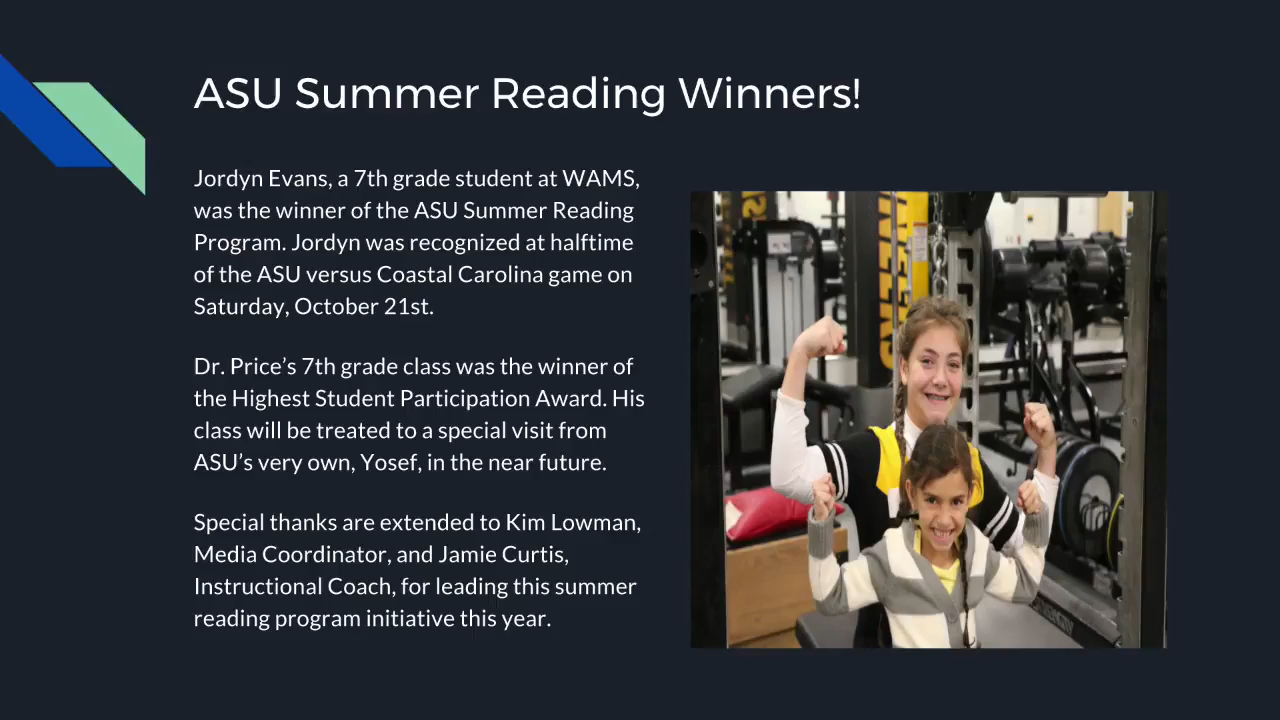 ASU Summer Reading Winners!
Jordyn Evans, a 7th grade student at WAMS,
was the winner of the ASU Summer Reading
Program. Jordyn was recognized at halftime
of the ASU versus Coastal Carolina game on
Saturday, October 21st.
Dr. Price’s 7th grade class was the winner of
the Highest Student Participation Award. His
class will be treated to a special visit from
ASU’s very own, Yosef, in the near future.
Special thanks are extended to Kim Lowman,
Media Coordinator, and Jamie Curtis,
Instructional Coach, for leading this summer
reading program initiative this year.